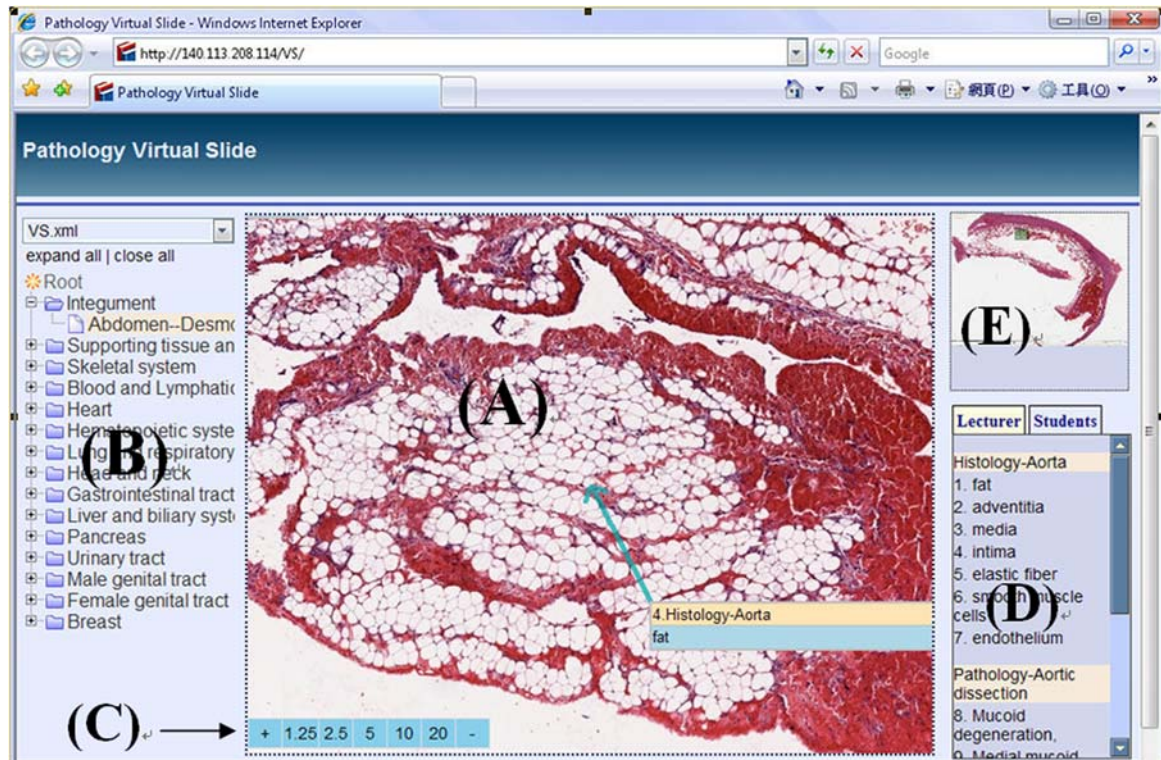 Pathology Virtual Slide - Windows Internet Explorer
http://140.113.208.114/VS/
Google
Pathology Virtual Slide
網頁(P)
工具(O)
»
Pathology Virtual Slide
VS.xml
expand all | close all
Root
Integument
Abdomen--Desmo
Supporting tissue an
Skeletal system
Blood and Lymphatic
Heart
Hematopoietic syste
Lung and respiratory
Head and neck
Gastrointestinal tract
Liver and biliary syst
Pancreas
Urinary tract
Male genital tract
Female genital tract
Breast
(B)
(C)
(A)
4.Histology-Aorta
fat
+ 1.25 2.5 5 10 20 -
(E)
Lecturer Students
Histology-Aorta
1. fat
2. adventitia
3. media
4. intima
5. elastic fiber
6. smooth muscle
cells
7. endothelium
(D)
Pathology-Aortic
dissection
8. Mucoid
degeneration,
9. Medial mucoid